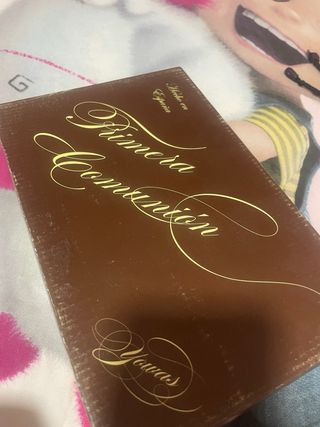 Hecho en
España
Primera
Comunión
Yowas
G